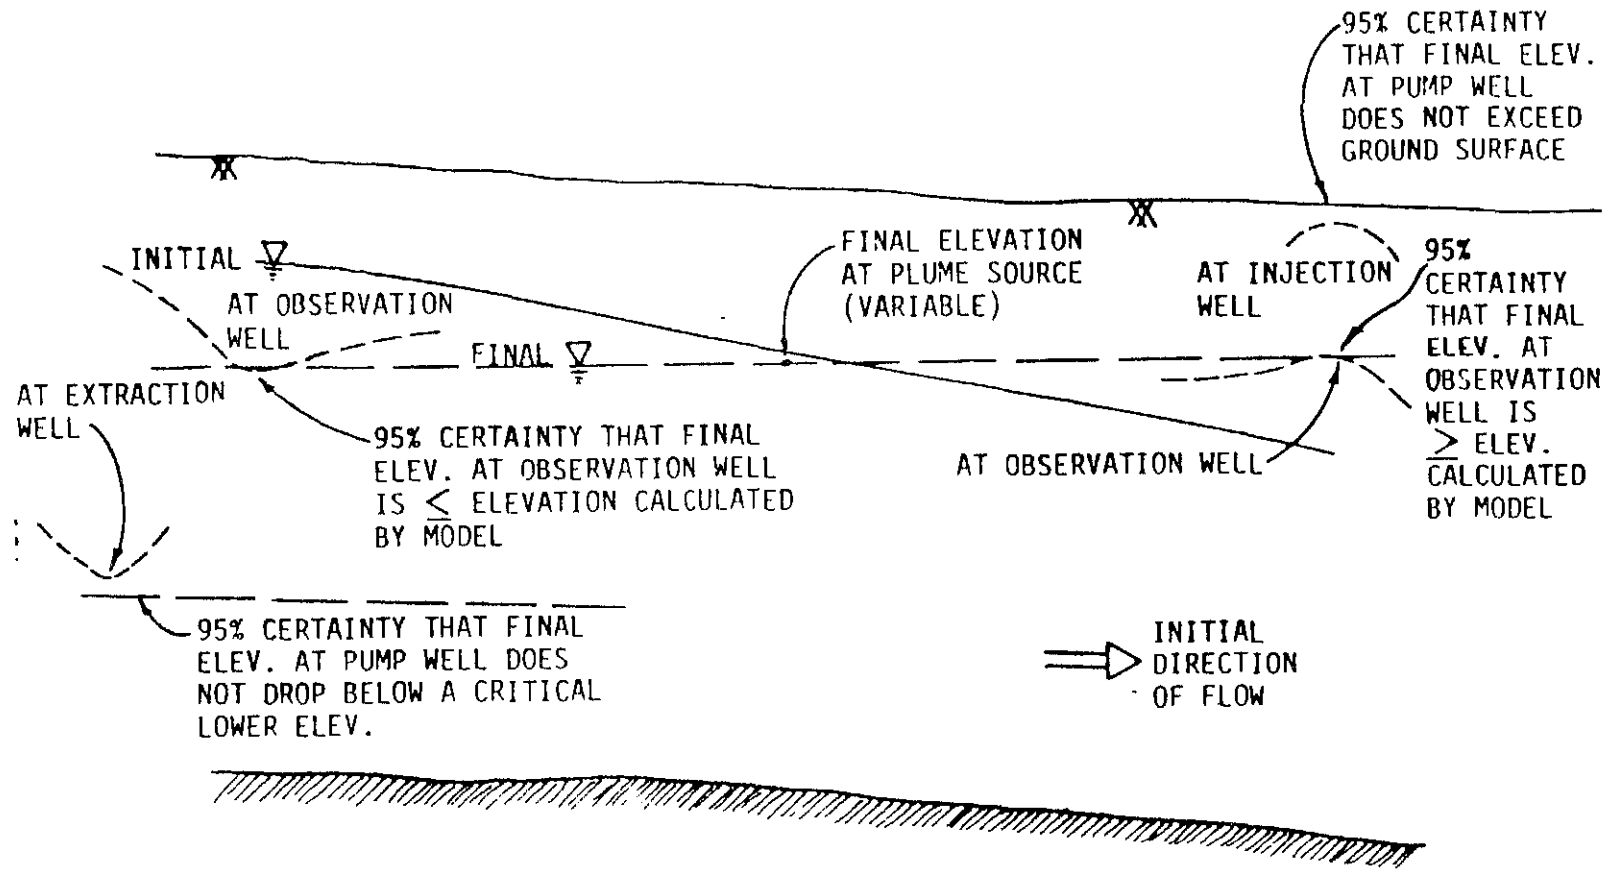 95% CERTAINTY
THAT FINAL ELEV.
AT PUMP WELL
DOES NOT EXCEED
GROUND SURFACE
INITIAL
AT OBSERVATION
WELL
FINAL ELEVATION
AT PLUME SOURCE
(VARIABLE)
AT INJECTION
WELL
95%
CERTAINTY
THAT FINAL
ELEV. AT
OBSERVATION
WELL IS
≥ ELEV.
CALCULATED
BY MODEL
FINAL
AT EXTRACTION
WELL
95% CERTAINTY THAT FINAL
ELEV. AT OBSERVATION WELL
IS ≤ ELEVATION CALCULATED
BY MODEL
AT OBSERVATION WELL
95% CERTAINTY THAT FINAL
ELEV. AT PUMP WELL DOES
NOT DROP BELOW A CRITICAL
LOWER ELEV.
INITIAL
DIRECTION
OF FLOW